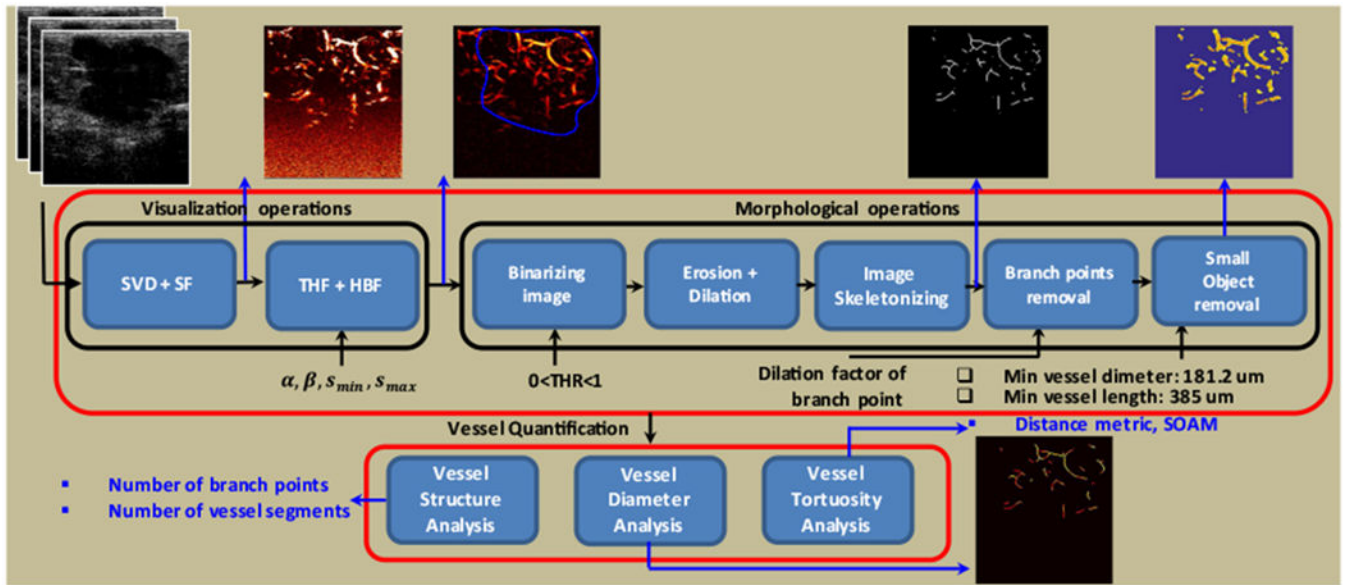 Visualization operations
Morphological operations
SVD + SF
THF + HBF
Binarizing
image
Erosion +
Dilation
Image
Skeletonizing
Branch points
removal
Small
Object
removal
α, β, s_min, s_max
0<THR<1
Dilation factor of
branch point
❑ Min vessel dimeter: 181.2 um
❑ Min vessel length: 385 um
Vessel Quantification
▪ Distance metric, SOAM
▪ Number of branch points
▪ Number of vessel segments
Vessel
Structure
Analysis
Vessel
Diameter
Analysis
Vessel
Tortuosity
Analysis